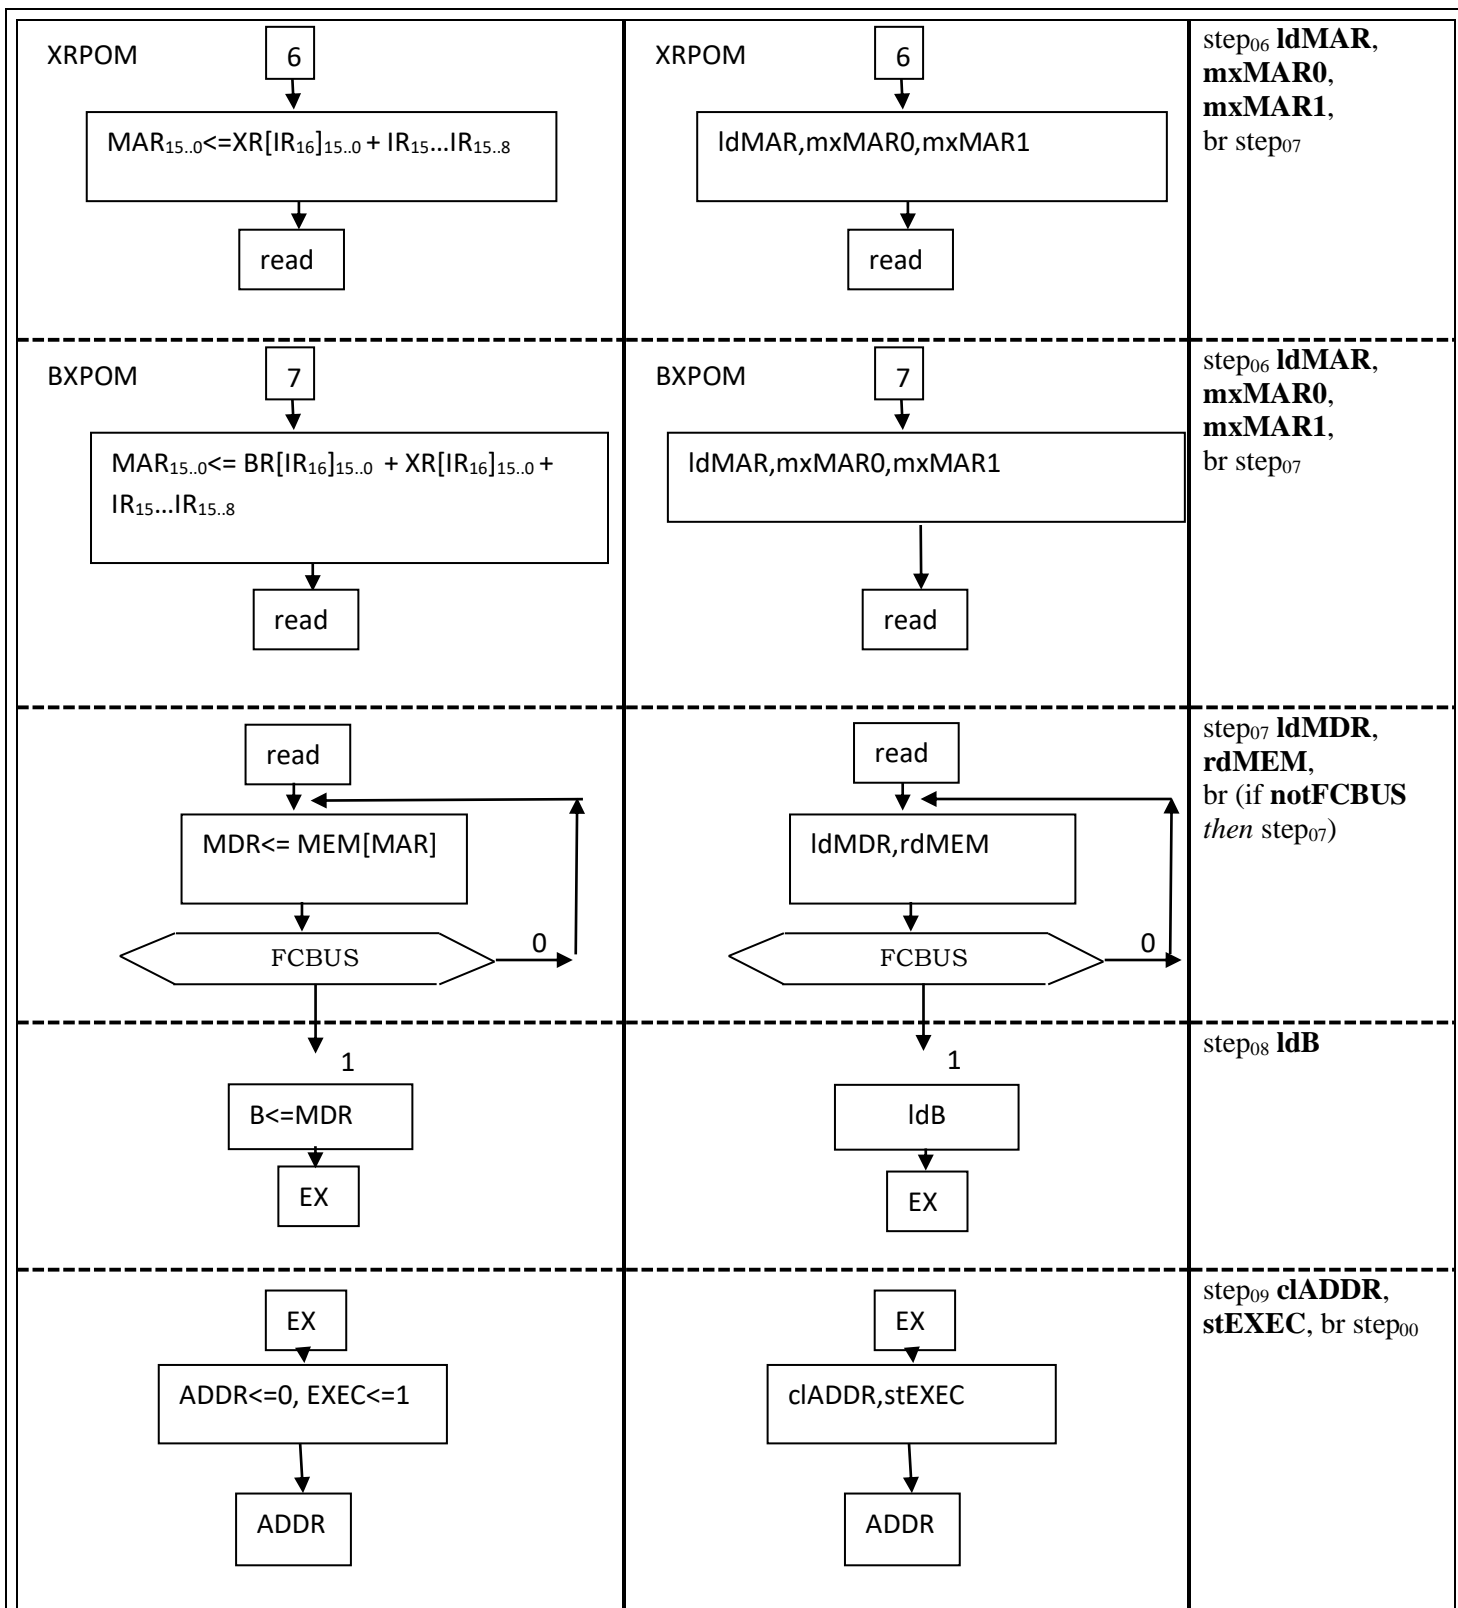 XRPOM
6
MAR15..0<=XR[IR16]15..0 + IR15...IR15..8
read
XRPOM
6
ldMAR,mxMAR0,mxMAR1
read
step06 ldMAR,
mxMAR0,
mxMAR1,
br step07
BXPOM
7
MAR15..0<= BR[IR16]15..0 + XR[IR16]15..0 +
IR15...IR15..8
read
BXPOM
7
ldMAR,mxMAR0,mxMAR1
read
step06 ldMAR,
mxMAR0,
mxMAR1,
br step07
read
MDR<= MEM[MAR]
FCBUS
0
read
ldMDR,rdMEM
FCBUS
0
step07 ldMDR,
rdMEM,
br (if notFCBUS
then step07)
1
B<=MDR
EX
1
ldB
EX
step08 ldB
EX
ADDR<=0, EXEC<=1
ADDR
EX
clADDR,stEXEC
ADDR
step09 clADDR,
stEXEC, br step00